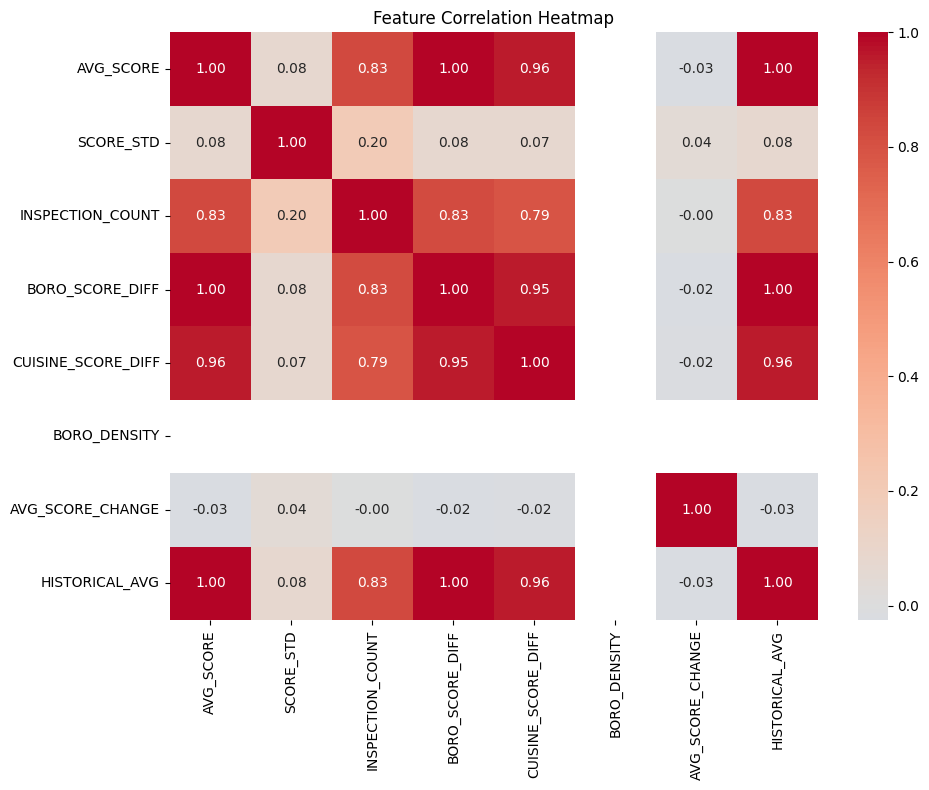 Feature Correlation Heatmap
AVG_SCORE 1.00 0.08 0.83 1.00 0.96 -0.03 1.00
SCORE_STD 0.08 1.00 0.20 0.08 0.07 0.04 0.08
INSPECTION_COUNT 0.83 0.20 1.00 0.83 0.79 -0.00 0.83
BORO_SCORE_DIFF 1.00 0.08 0.83 1.00 0.95 -0.02 1.00
CUISINE_SCORE_DIFF 0.96 0.07 0.79 0.95 1.00 -0.02 0.96
BORO_DENSITY
AVG_SCORE_CHANGE -0.03 0.04 -0.00 -0.02 -0.02 1.00 -0.03
HISTORICAL_AVG 1.00 0.08 0.83 1.00 0.96 -0.03 1.00
AVG_SCORE
SCORE_STD
INSPECTION_COUNT
BORO_SCORE_DIFF
CUISINE_SCORE_DIFF
BORO_DENSITY
AVG_SCORE_CHANGE
HISTORICAL_AVG
1.0
0.8
0.6
0.4
0.2
0.0